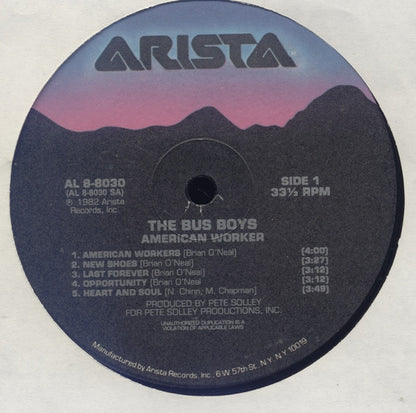 ARISTA
AL 8-8030
(AL 8-8030 SA)
℗ 1982 Arista
Records, Inc.
SIDE 1
33⅓ RPM
THE BUS BOYS
AMERICAN WORKER
1. AMERICAN WORKERS (Brian O'Neal) [4:00]
2. NEW SHOES (Brian O'Neal) [3:27]
3. LAST FOREVER (Brian O'Neal) [3:12]
4. OPPORTUNITY (Brian O'Neal) [3:12]
5. HEART AND SOUL (N. Chinn, M. Chapman) [3:49]
PRODUCED BY PETE SOLLEY
FOR PETE SOLLEY PRODUCTIONS, INC.
UNAUTHORIZED DUPLICATION IS A
VIOLATION OF APPLICABLE LAWS
Manufactured by Arista Records, Inc., 6 W 57th St., N.Y. N.Y. 10019